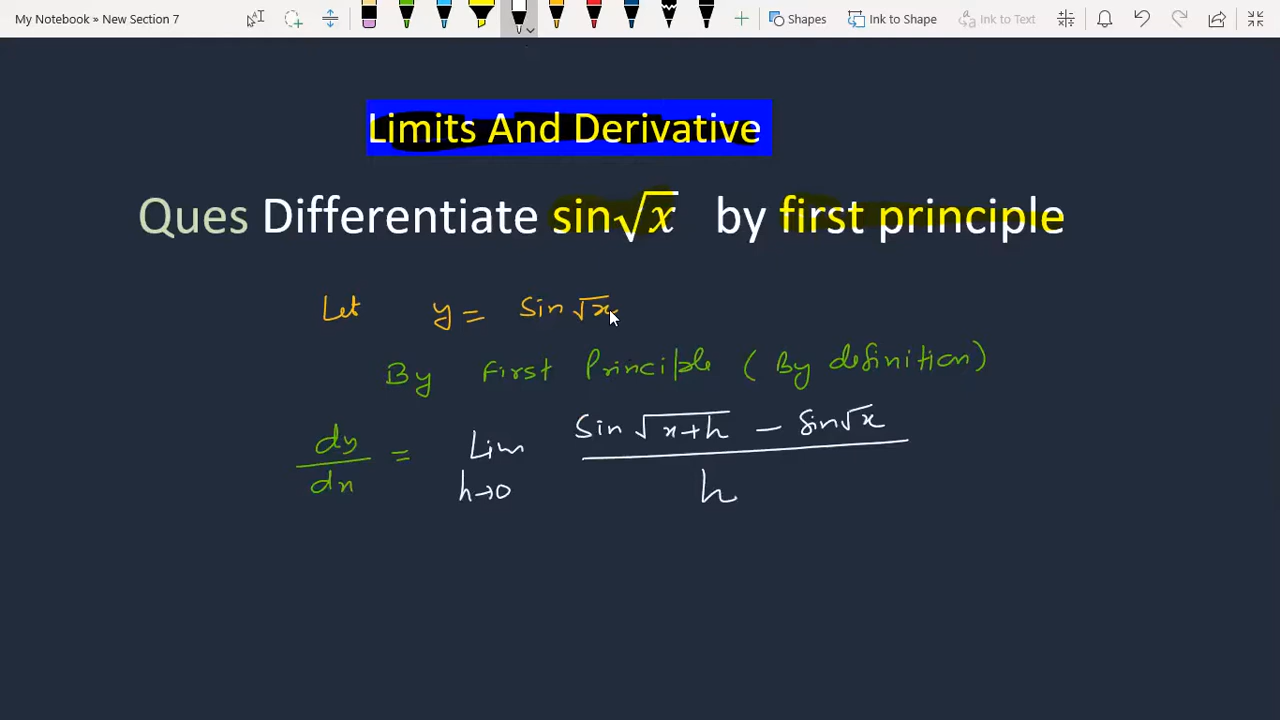 My Notebook » New Section 7
Shapes
Ink to Shape
Ink to Text
Limits And Derivative
Ques Differentiate sin√x by first principle
Let y = Sin √x
By First Principle (By definition)
dy/dx = Lim h→0 (Sin √x+h − Sin√x)/h